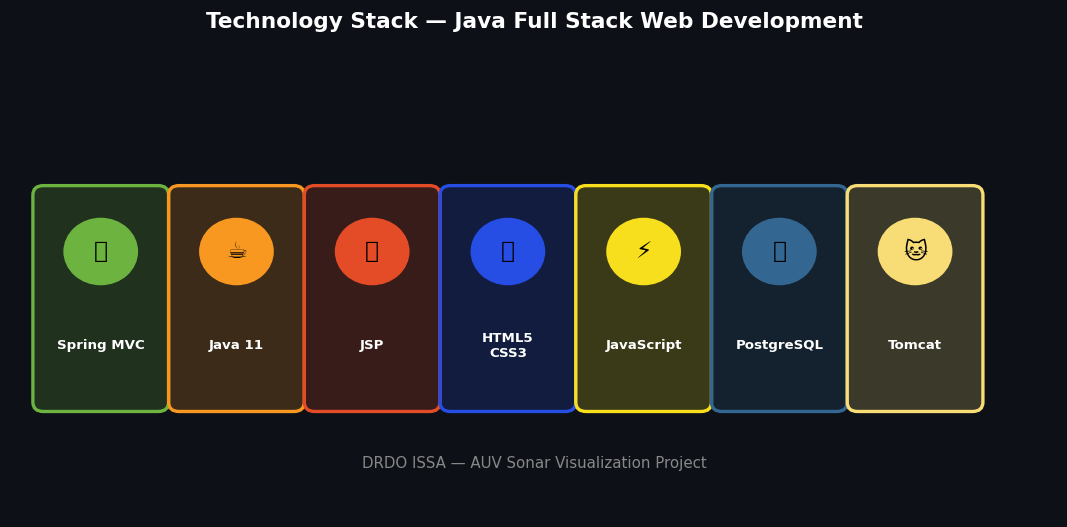 Technology Stack — Java Full Stack Web Development
Spring MVC
Java 11
JSP
HTML5
CSS3
JavaScript
PostgreSQL
Tomcat
DRDO ISSA — AUV Sonar Visualization Project